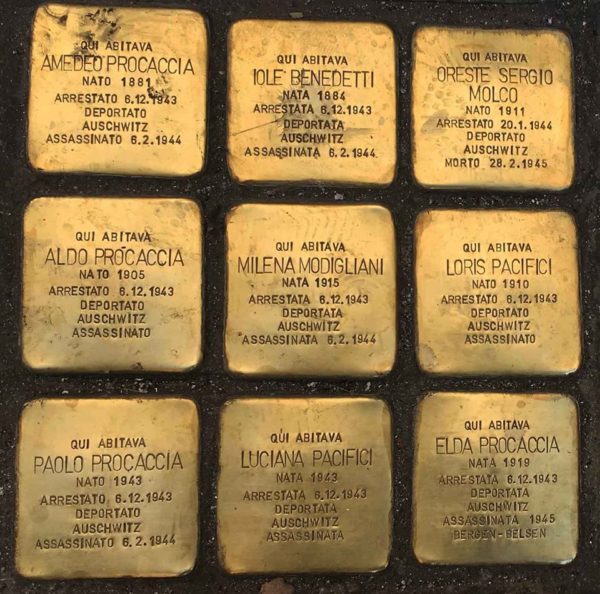 QUI ABITAVA
AMEDEO PROCACCIA
NATO 1881
ARRESTATO 6.12.1943
DEPORTATO
AUSCHWITZ
ASSASSINATO 6.2.1944
QUI ABITAVA
IOLE BENEDETTI
NATA 1884
ARRESTATA 6.12.1943
DEPORTATA
AUSCHWITZ
ASSASSINATA 6.2.1944
QUI ABITAVA
ORESTE SERGIO
MOLCO
NATO 1911
ARRESTATO 20.1.1944
DEPORTATO
AUSCHWITZ
MORTO 28.2.1945
QUI ABITAVA
ALDO PROCACCIA
NATO 1905
ARRESTATO 6.12.1943
DEPORTATO
AUSCHWITZ
ASSASSINATO
QUI ABITAVA
MILENA MODIGLIANI
NATA 1915
ARRESTATA 6.12.1943
DEPORTATA
AUSCHWITZ
ASSASSINATA 6.2.1944
QUI ABITAVA
LORIS PACIFICI
NATO 1910
ARRESTATO 6.12.1943
DEPORTATO
AUSCHWITZ
ASSASSINATO
QUI ABITAVA
PAOLO PROCACCIA
NATO 1943
ARRESTATO 6.12.1943
DEPORTATO
AUSCHWITZ
ASSASSINATO 6.2.1944
QUI ABITAVA
LUCIANA PACIFICI
NATA 1943
ARRESTATA 6.12.1943
DEPORTATA
AUSCHWITZ
ASSASSINATA
QUI ABITAVA
ELDA PROCACCIA
NATA 1919
ARRESTATA 6.12.1943
DEPORTATA
AUSCHWITZ
ASSASSINATA 1945
BERGEN-BELSEN